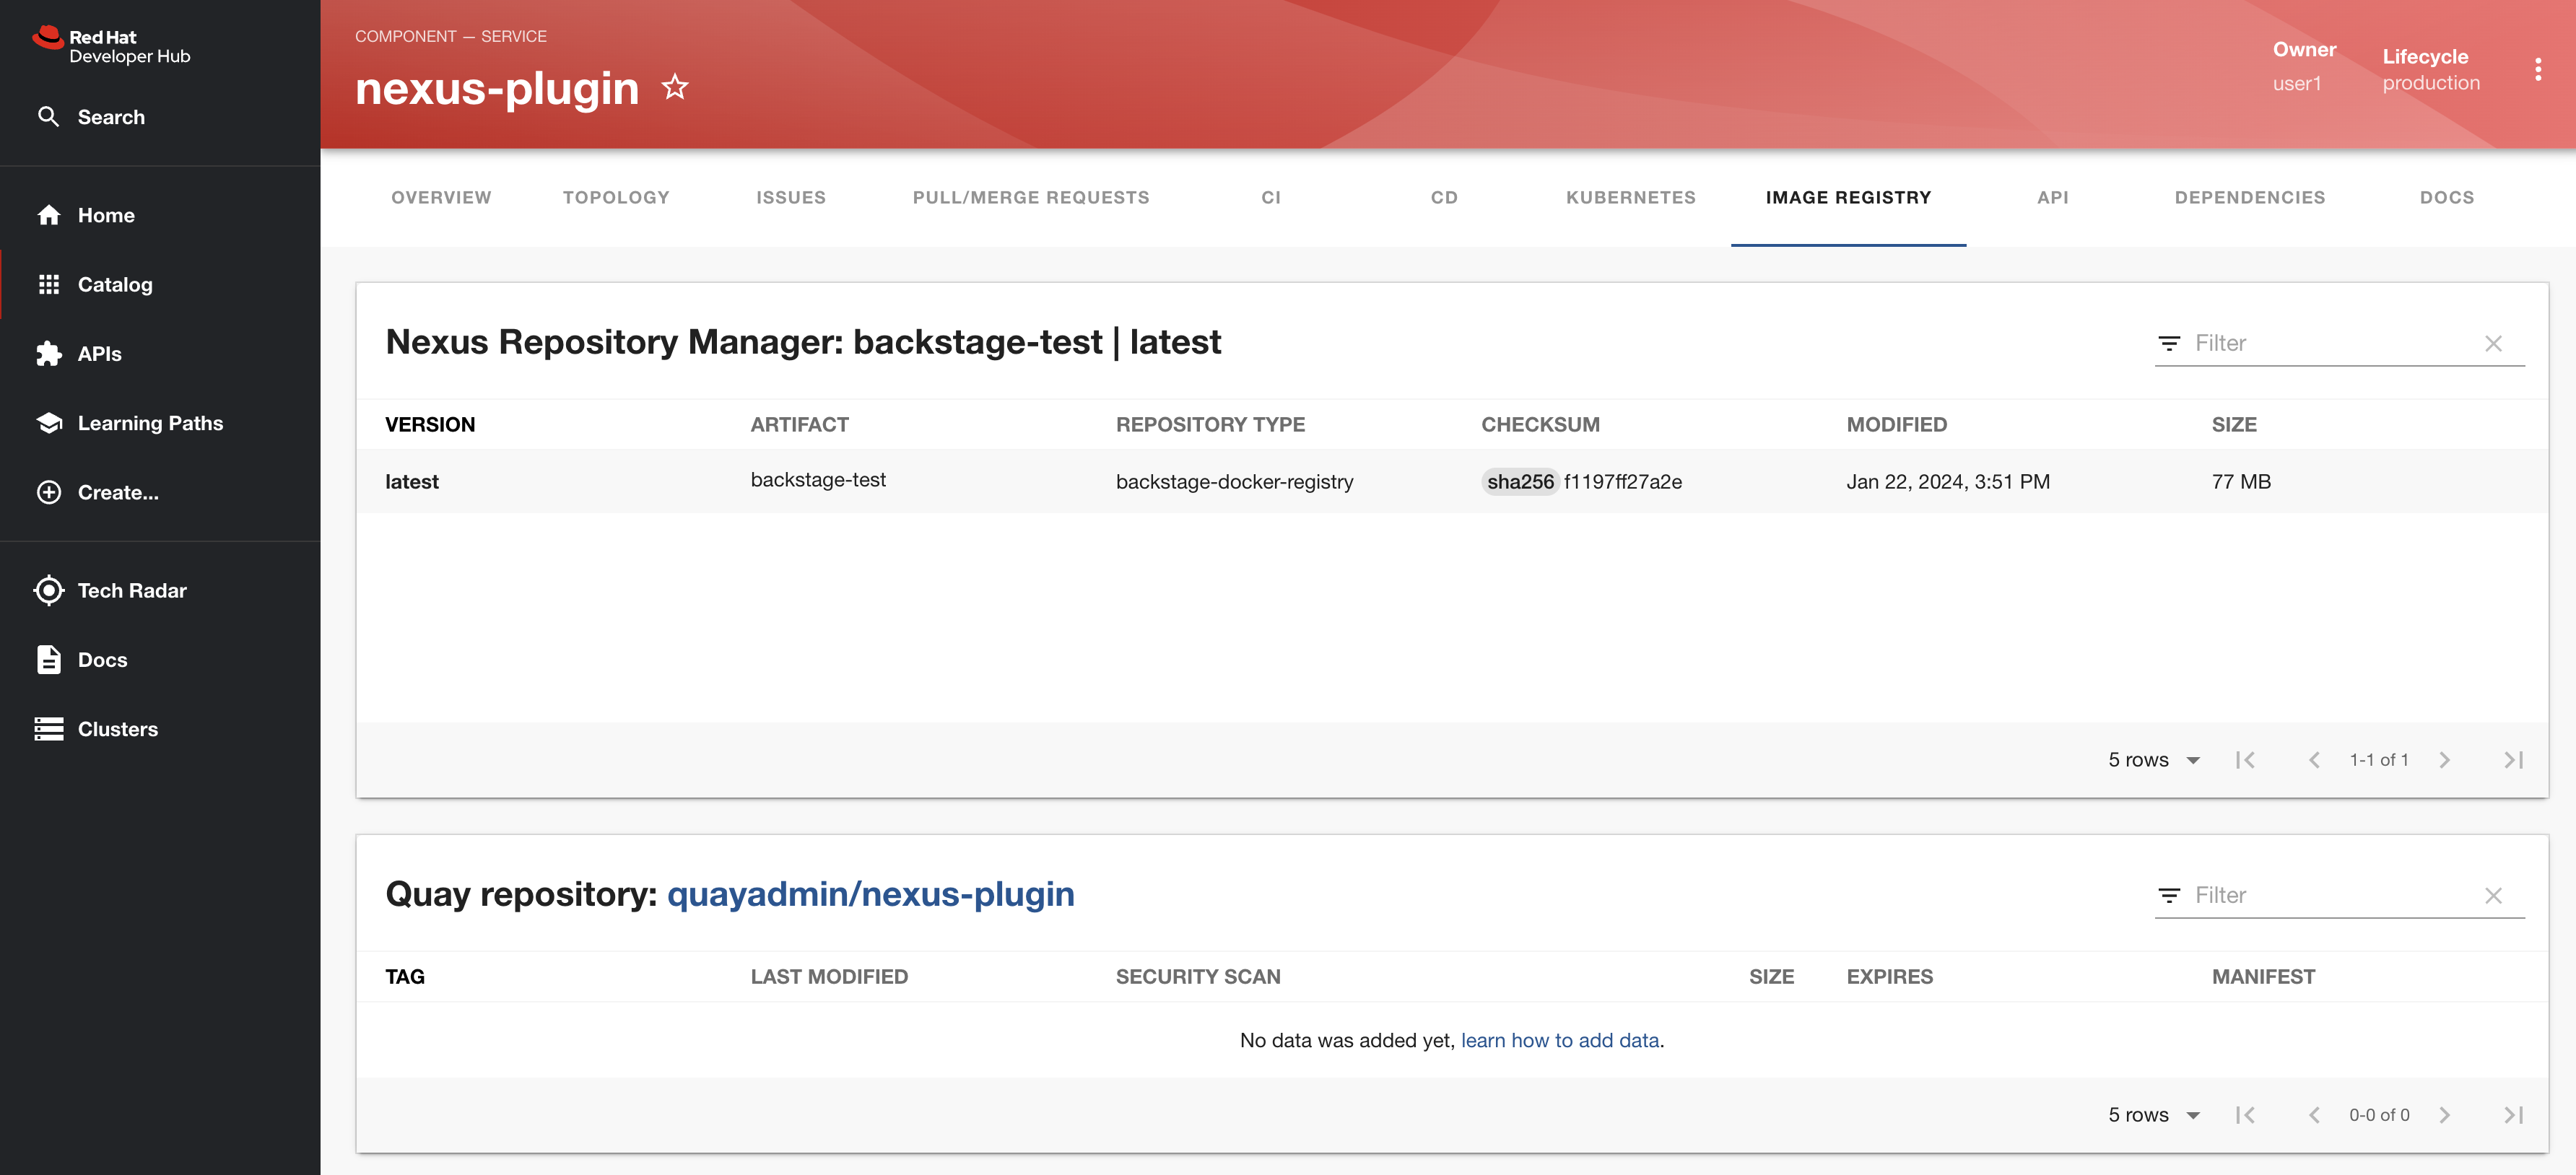 Red Hat
Developer Hub
Search
Home
Catalog
APIs
Learning Paths
Create...
Tech Radar
Docs
Clusters
COMPONENT — SERVICE
nexus-plugin
Owner
user1
Lifecycle
production
OVERVIEW TOPOLOGY ISSUES PULL/MERGE REQUESTS CI CD KUBERNETES IMAGE REGISTRY API DEPENDENCIES DOCS
Nexus Repository Manager: backstage-test | latest
Filter
VERSION ARTIFACT REPOSITORY TYPE CHECKSUM MODIFIED SIZE
latest backstage-test backstage-docker-registry sha256 f1197ff27a2e Jan 22, 2024, 3:51 PM 77 MB
5 rows 1-1 of 1
Quay repository: quayadmin/nexus-plugin
Filter
TAG LAST MODIFIED SECURITY SCAN SIZE EXPIRES MANIFEST
No data was added yet, learn how to add data.
5 rows 0-0 of 0